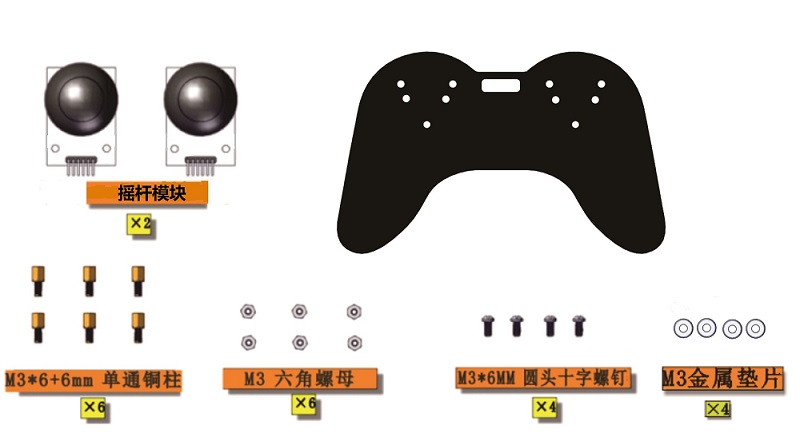 摇杆模块
×2
M3*6+6mm 单通铜柱
×6
M3 六角螺母
×6
M3*6MM 圆头十字螺钉
×4
M3金属垫片
×4